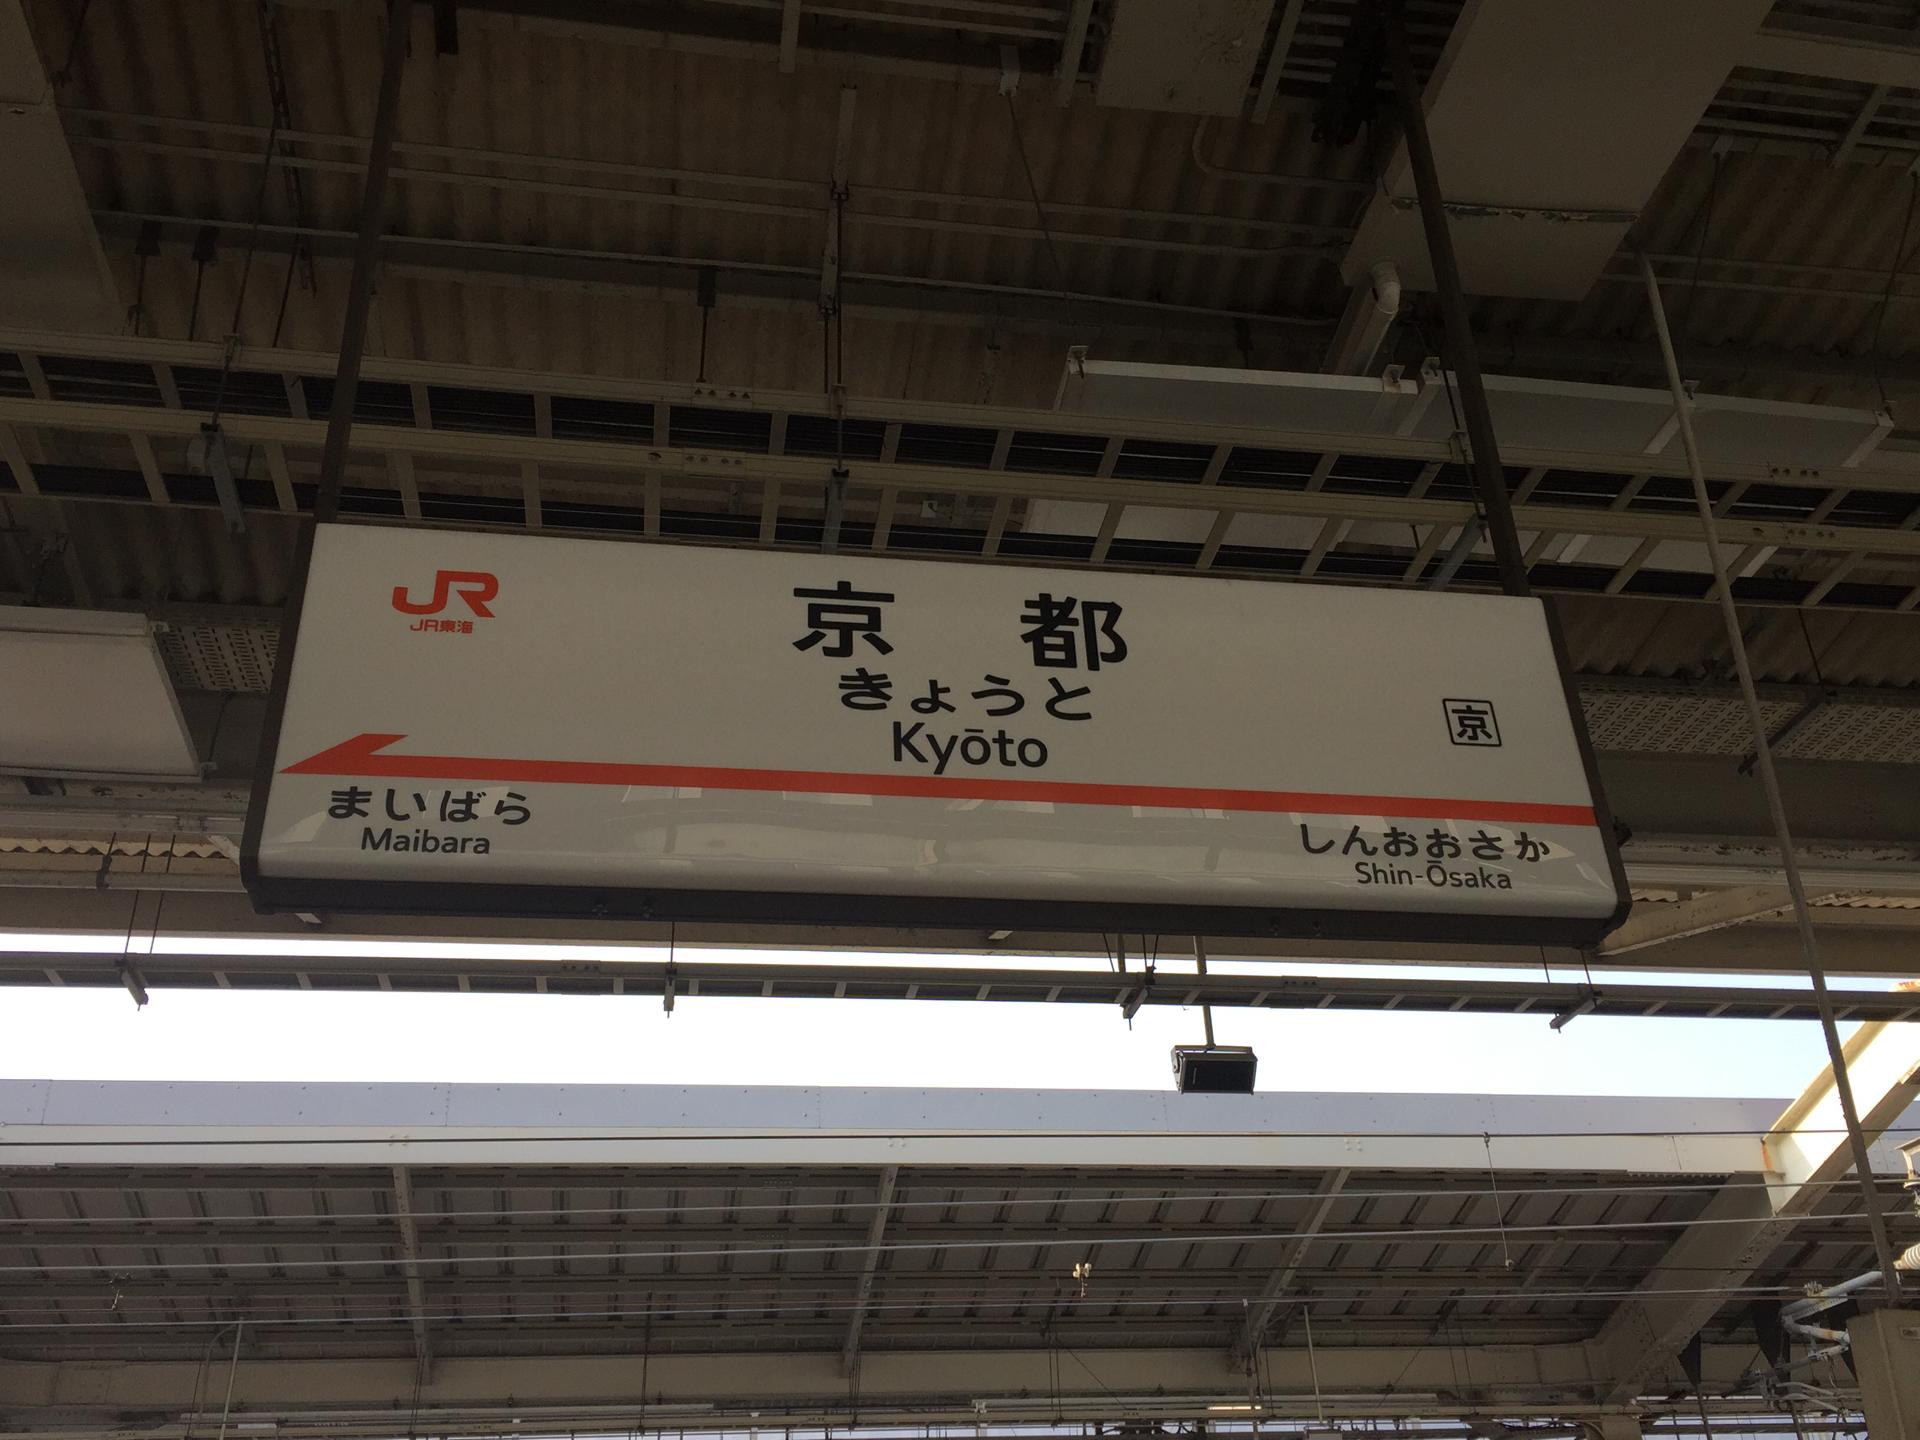 JR
JR東海
京都
きょうと
Kyōto
京
まいばら
Maibara
しんおおさか
Shin-Ōsaka